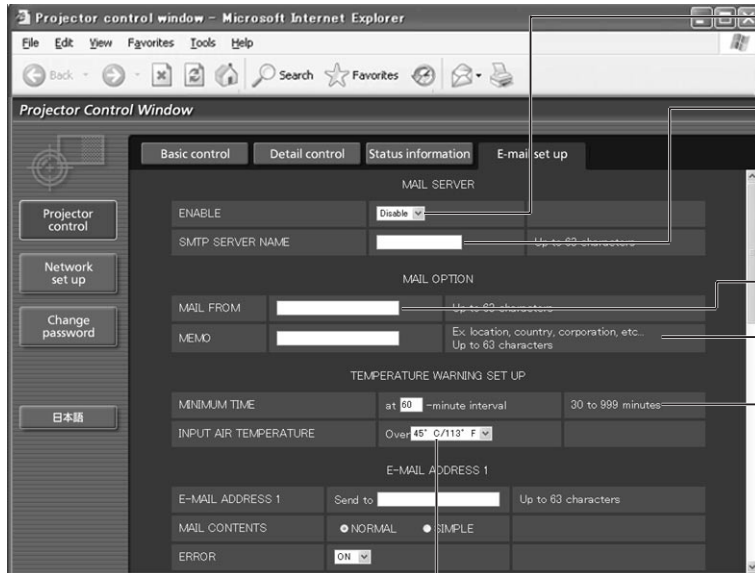 Projector control window - Microsoft Internet Explorer
File Edit View Favorites Tools Help
Back Search Favorites
Projector Control Window
Basic control Detail control Status information E-mail set up
MAIL SERVER
Projector control
ENABLE Disable
SMTP SERVER NAME Up to 63 characters
Network set up
MAIL OPTION
MAIL FROM Up to 63 characters
Change password
MEMO Ex. location, country, corporation, etc...
Up to 63 characters
TEMPERATURE WARNING SET UP
MINIMUM TIME at 60 -minute interval 30 to 999 minutes
日本語
INPUT AIR TEMPERATURE Over 45° C/113° F
E-MAIL ADDRESS 1
E-MAIL ADDRESS 1 Send to Up to 63 characters
MAIL CONTENTS NORMAL SIMPLE
ERROR ON